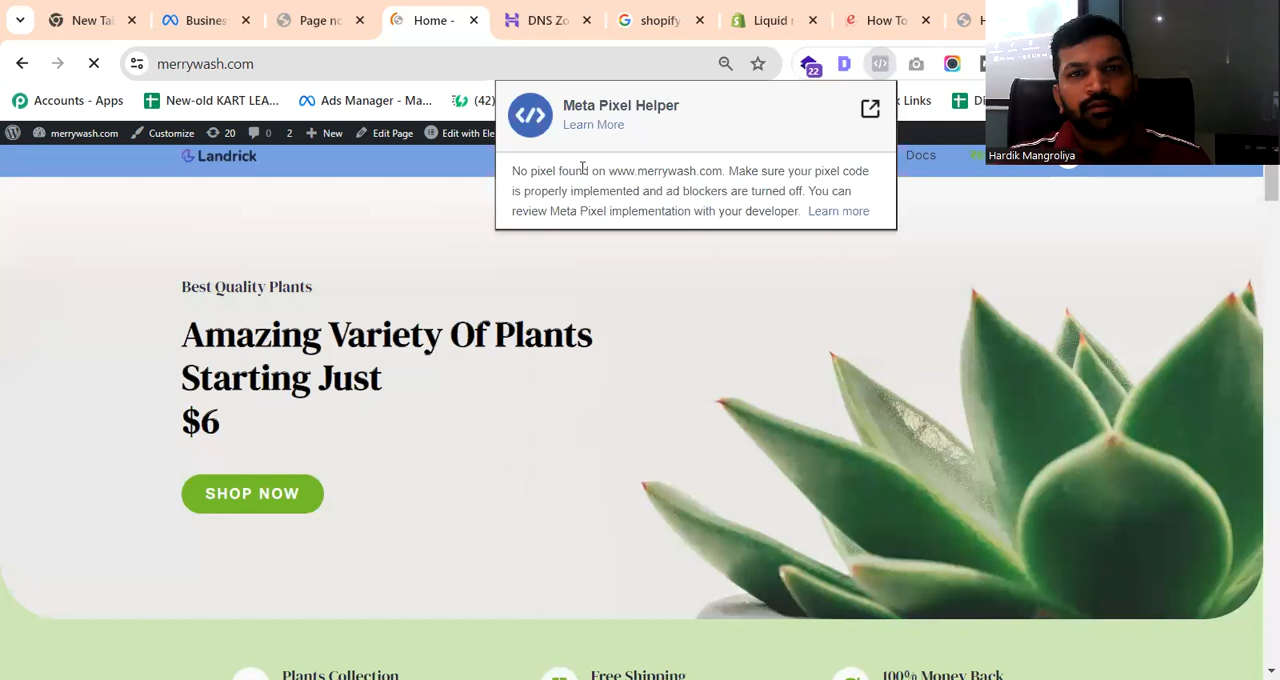 New Ta
Busines
Page no
Home -
DNS Zo
shopify
Liquid r
How To
H
merrywash.com
22
Accounts - Apps
New-old KART LEA...
Ads Manager - Ma...
(42)
Links
Di
merrywash.com
Customize
20
0
2
New
Edit Page
Edit with Ele
Meta Pixel Helper
Learn More
No pixel found on www.merrywash.com. Make sure your pixel code
is properly implemented and ad blockers are turned off. You can
review Meta Pixel implementation with your developer. Learn more
Landrick
Docs
Hardik Mangroliya
Best Quality Plants
Amazing Variety Of Plants
Starting Just
$6
SHOP NOW
Plants Collection
Free Shipping
100% Money Back